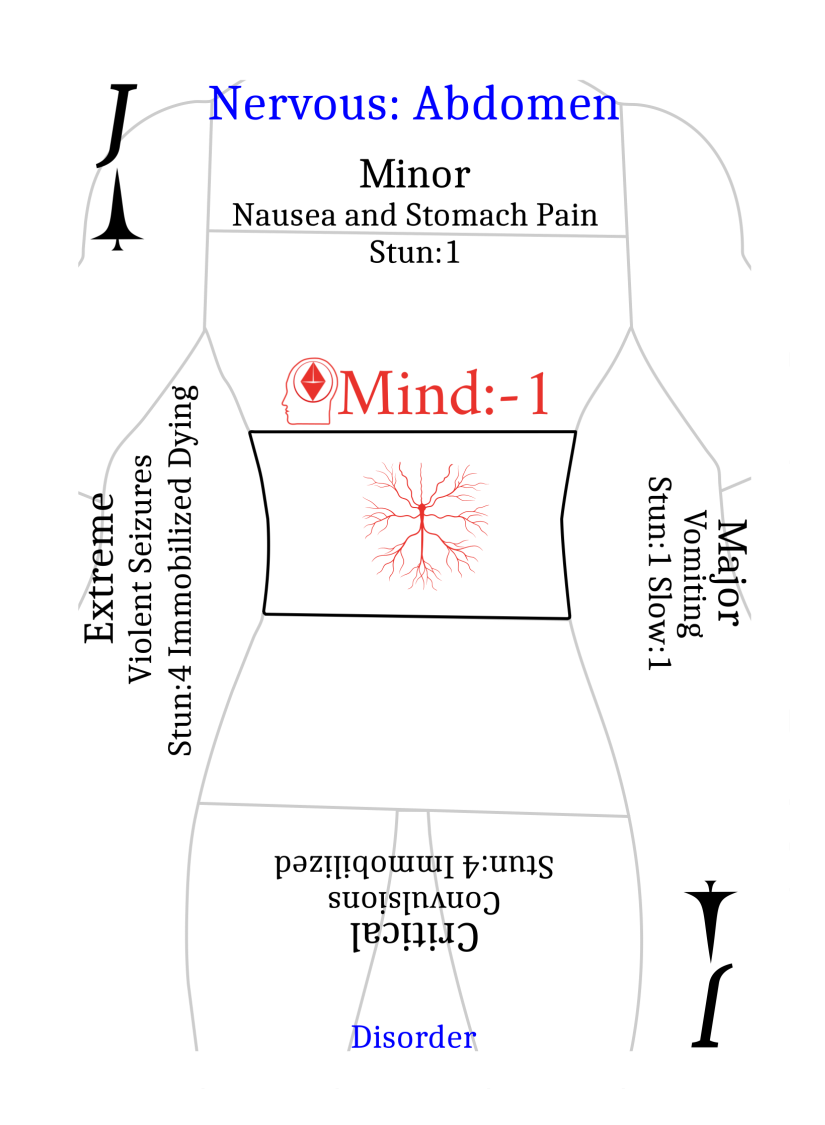 J
Nervous: Abdomen
Minor
Nausea and Stomach Pain
Stun:1
Mind:-1
Major
Vomiting
Stun:1 Slow:1
Critical
Convulsions
Stun:4 Immobilized
Extreme
Violent Seizures
Stun:4 Immobilized Dying
Disorder
J